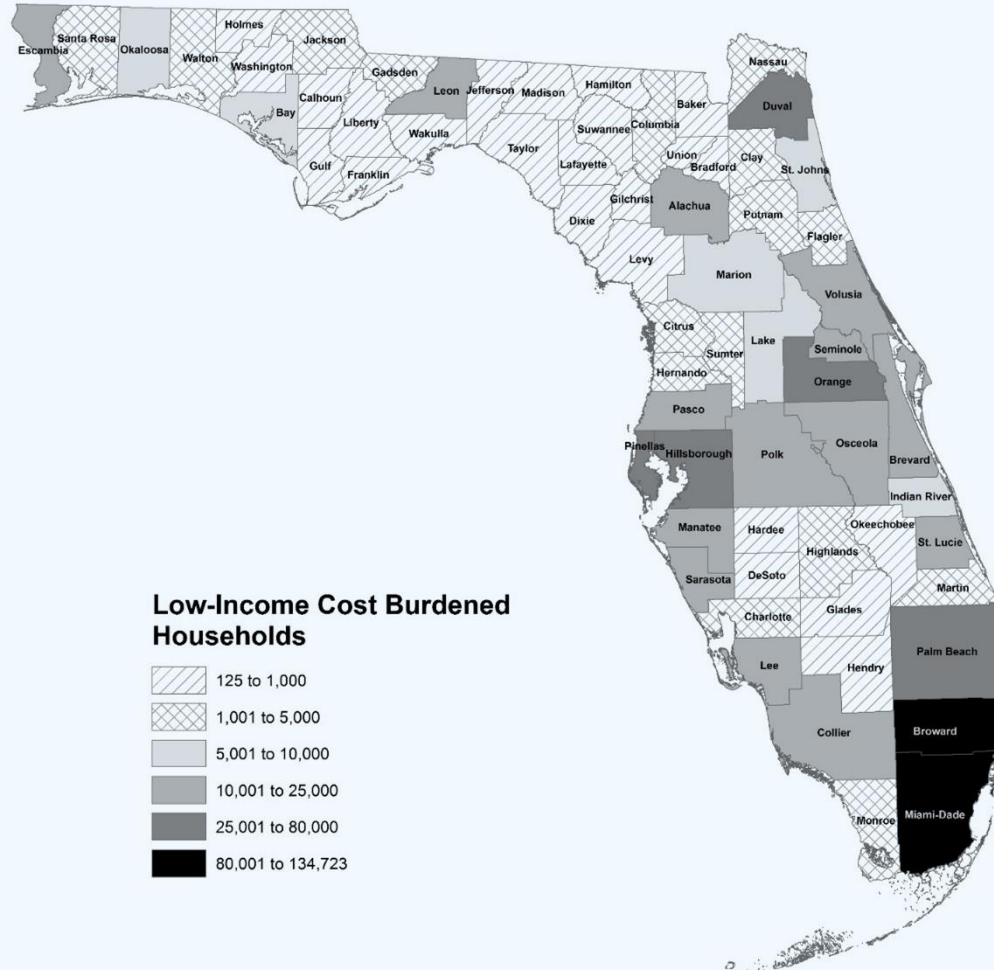 Holmes
Jackson
Santa Rosa
Okaloosa
Escambia
Walton
Washington
Gadsden
Nassau
Leon
Jefferson
Madison
Hamilton
Calhoun
Bay
Liberty
Wakulla
Gulf
Franklin
Taylor
Suwannee
Columbia
Baker
Duval
Lafayette
Union
Bradford
Clay
St. Johns
Gilchrist
Alachua
Putnam
Dixie
Flagler
Levy
Marion
Volusia
Citrus
Sumter
Lake
Seminole
Hernando
Orange
Pasco
Pinellas
Hillsborough
Polk
Osceola
Brevard
Indian River
Manatee
Hardee
Okeechobee
Highlands
St. Lucie
Sarasota
DeSoto
Martin
Charlotte
Glades
Lee
Hendry
Palm Beach
Collier
Broward
Monroe
Miami-Dade
Low-Income Cost Burdened
Households
125 to 1,000
1,001 to 5,000
5,001 to 10,000
10,001 to 25,000
25,001 to 80,000
80,001 to 134,723